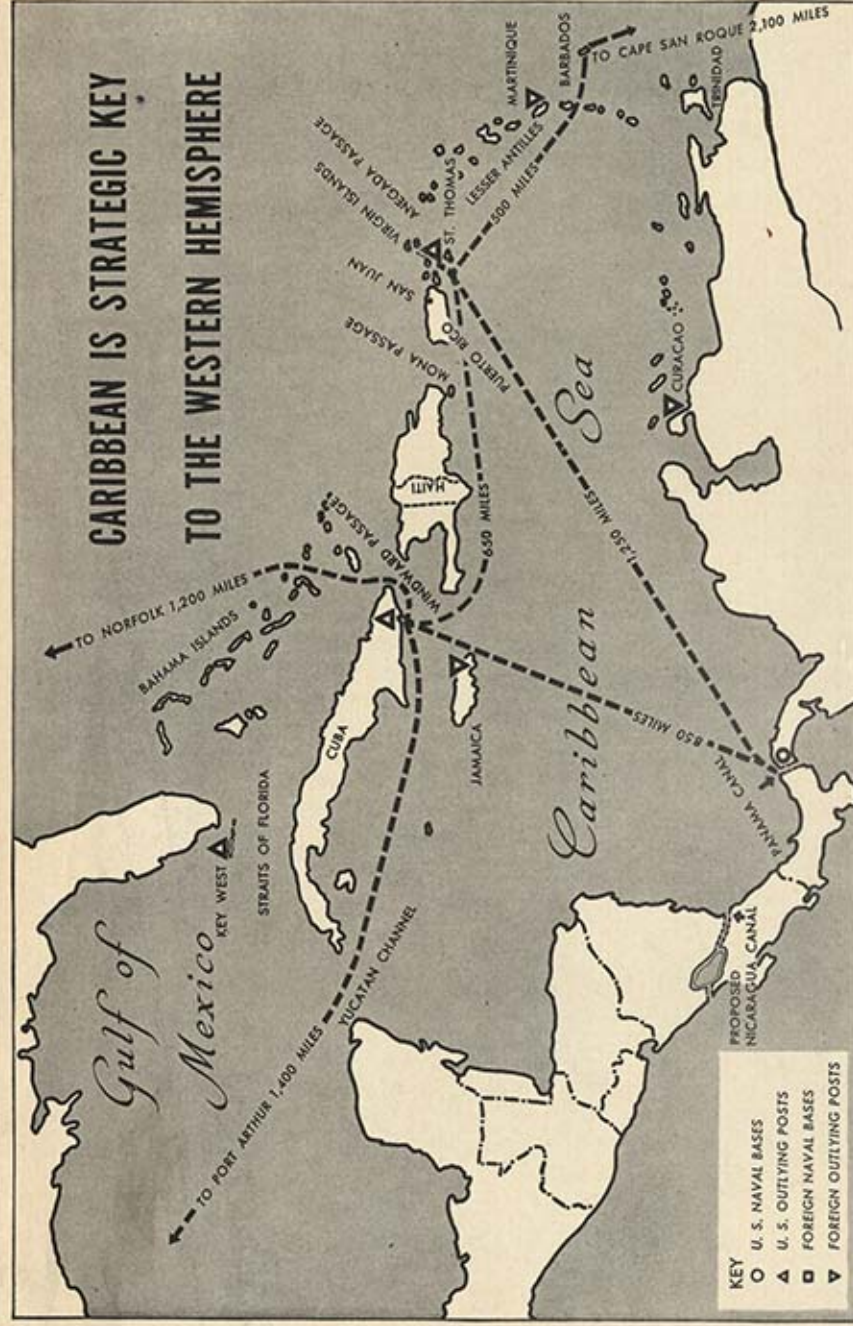 CARIBBEAN IS STRATEGIC KEY
TO THE WESTERN HEMISPHERE
Gulf of
Mexico
KEY WEST
STRAITS OF FLORIDA
TO NORFOLK 1,200 MILES
BAHAMA ISLANDS
WINDWARD PASSAGE
CUBA
HAITI
MONA PASSAGE
SAN JUAN
VIRGIN ISLANDS
ANEGADA PASSAGE
PUERTO RICO
ST. THOMAS
LESSER ANTILLES
MARTINIQUE
BARBADOS
TO CAPE SAN ROQUE 2,100 MILES
TRINIDAD
500 MILES
650 MILES
TO PORT ARTHUR 1,400 MILES
YUCATAN CHANNEL
JAMAICA
Caribbean
Sea
850 MILES
1,250 MILES
CURACAO
PANAMA CANAL
PROPOSED
NICARAGUA CANAL
KEY
U. S. NAVAL BASES
U. S. OUTLYING POSTS
FOREIGN NAVAL BASES
FOREIGN OUTLYING POSTS